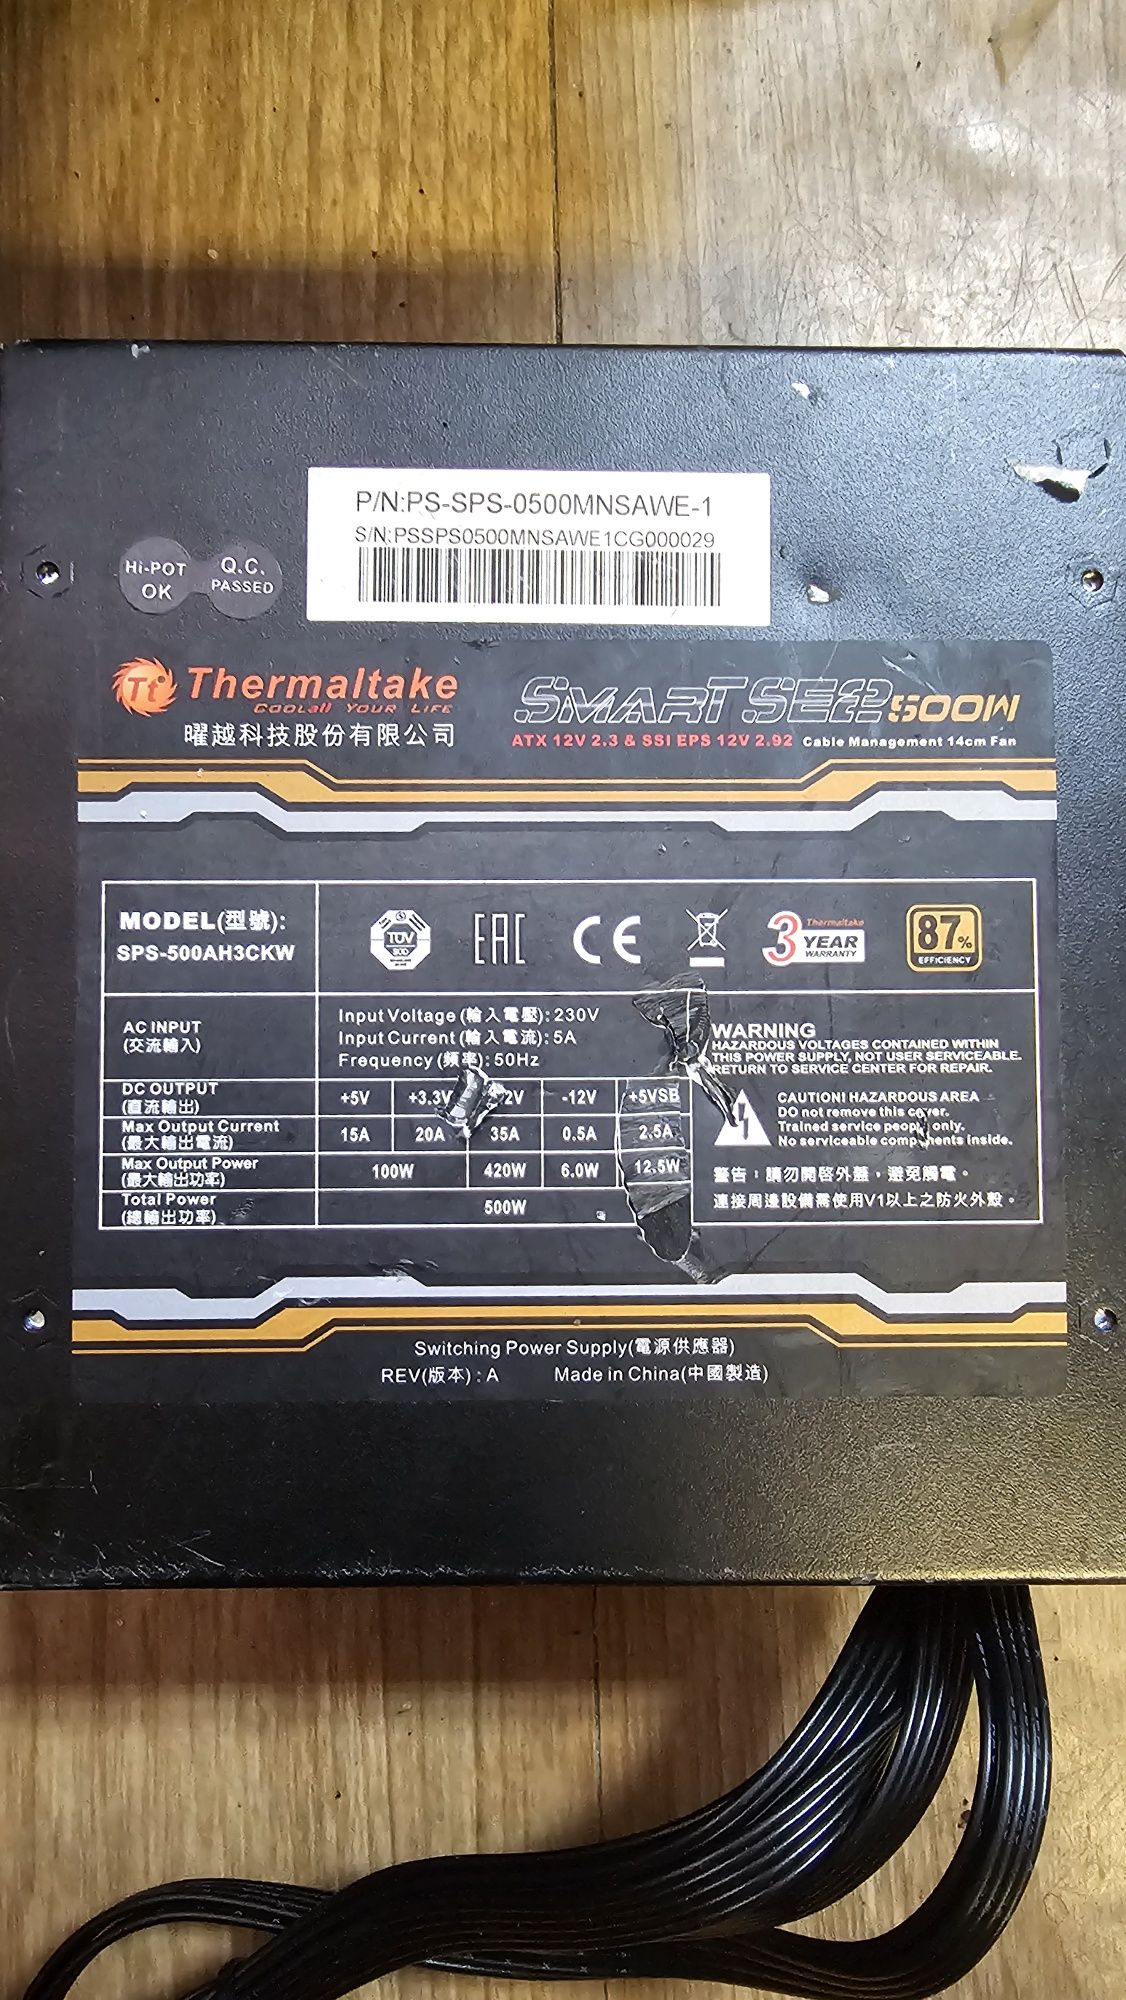 P/N:PS-SPS-0500MNSAWE-1
S/N:PSSPS0500MNSAWE1CG000029
Hi-POT OK
Q.C. PASSED
Tt Thermaltake
COOLall YOUR LIFE
曜越科技股份有限公司
SMART SE2 500W
ATX 12V 2.3 & SSI EPS 12V 2.92 Cable Management 14cm Fan
MODEL(型號):
SPS-500AH3CKW
TÜV
SÜD
EAC
CE
Thermaltake
3 YEAR
WARRANTY
87%
EFFICIENCY
AC INPUT
(交流輸入)
Input Voltage (輸入電壓): 230V
Input Current (輸入電流): 5A
Frequency (頻率): 50Hz
DC OUTPUT
(直流輸出)
+5V +3.3V 2V -12V +5VSB
Max Output Current
(最大輸出電流)
15A 20A 35A 0.5A 2.5A
Max Output Power
(最大輸出功率)
100W 420W 6.0W 12.5W
Total Power
(總輸出功率)
500W
WARNING
HAZARDOUS VOLTAGES CONTAINED WITHIN
THIS POWER SUPPLY, NOT USER SERVICEABLE.
RETURN TO SERVICE CENTER FOR REPAIR.
CAUTION! HAZARDOUS AREA
DO not remove this cover.
Trained service people only.
No serviceable components inside.
警告：請勿開啓外蓋，避免觸電。
連接周邊設備需使用V1以上之防火外殼。
Switching Power Supply(電源供應器)
REV(版本) : A Made in China(中國製造)